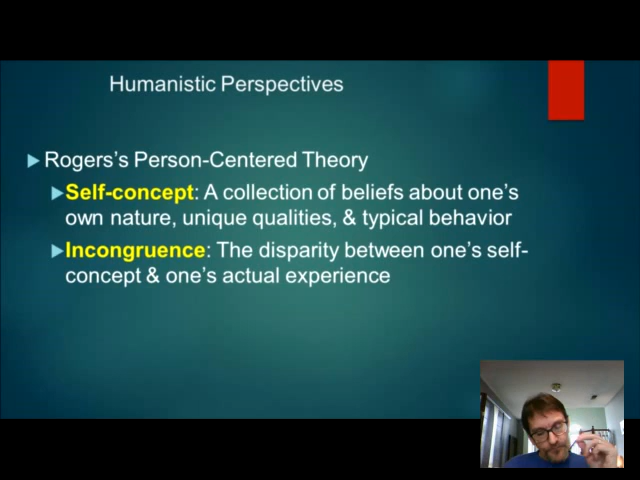 Humanistic Perspectives
Rogers's Person-Centered Theory
Self-concept: A collection of beliefs about one's
own nature, unique qualities, & typical behavior
Incongruence: The disparity between one's self-
concept & one's actual experience